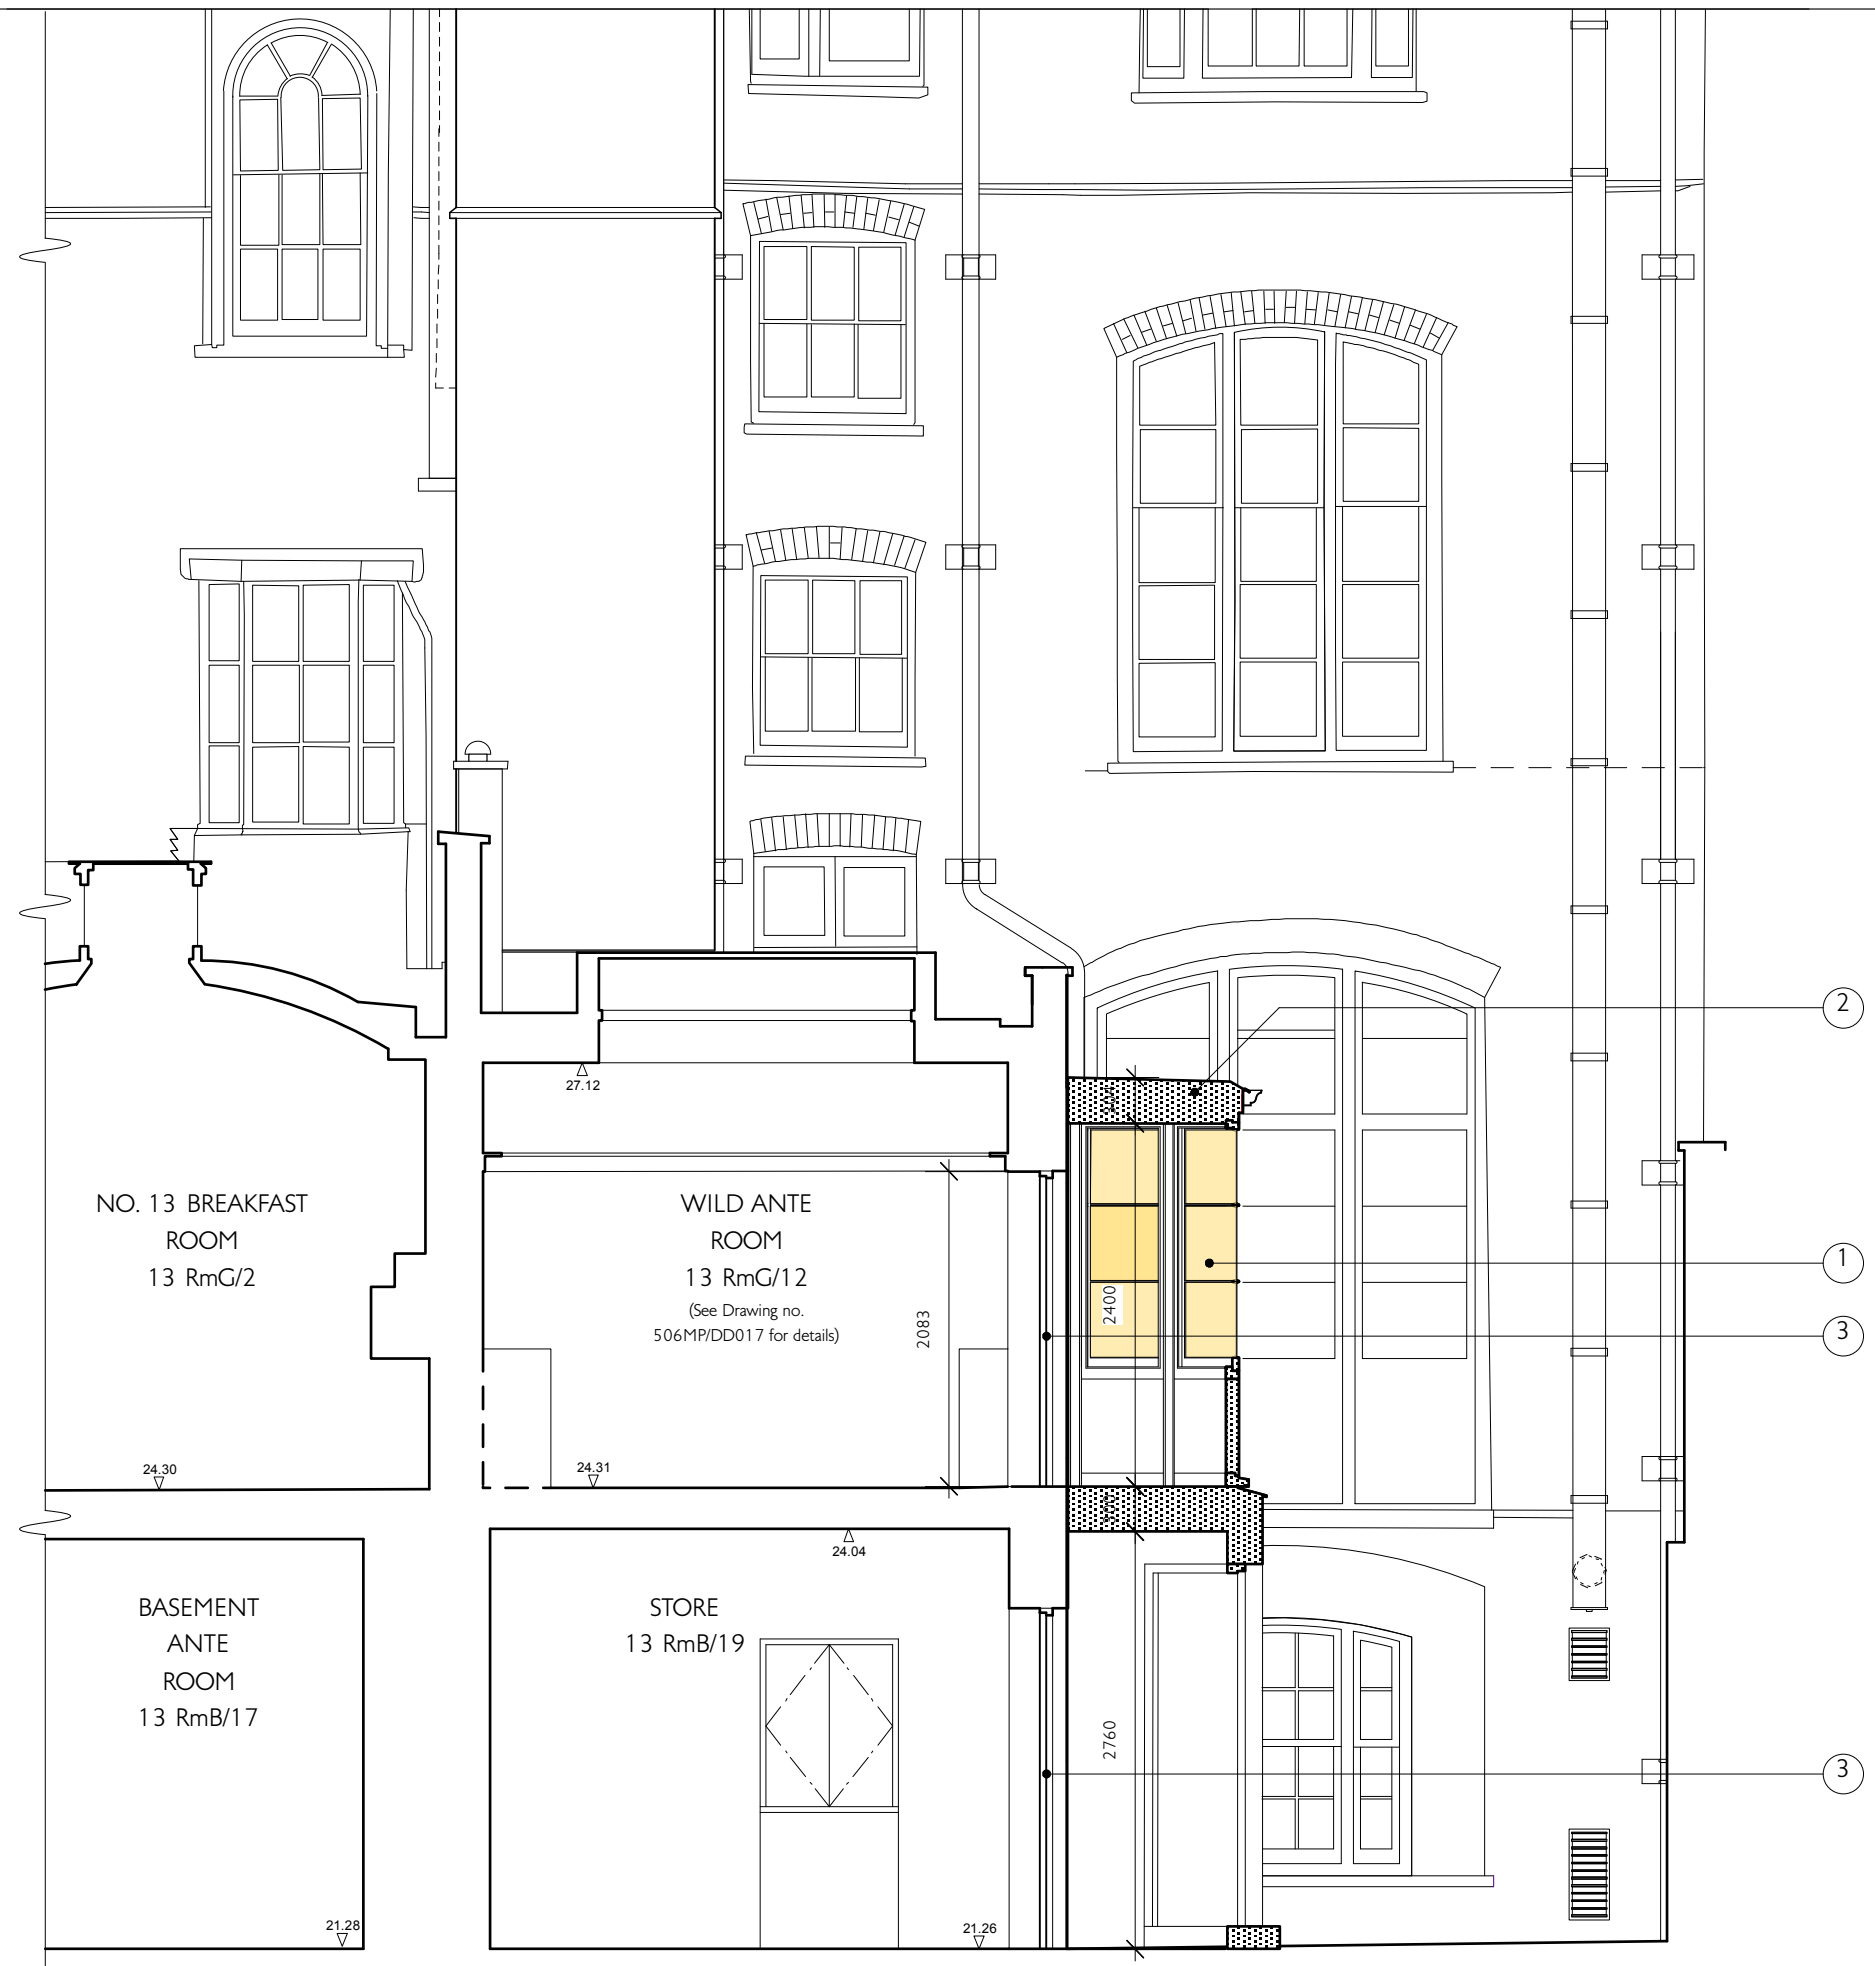 2
27.12
NO. 13 BREAKFAST
ROOM
13 RmG/2
WILD ANTE
ROOM
13 RmG/12
(See Drawing no.
506MP/DD017 for details)
2083
2400
1
3
24.30
24.31
24.04
BASEMENT
ANTE
ROOM
13 RmB/17
STORE
13 RmB/19
2760
3
21.28
21.26